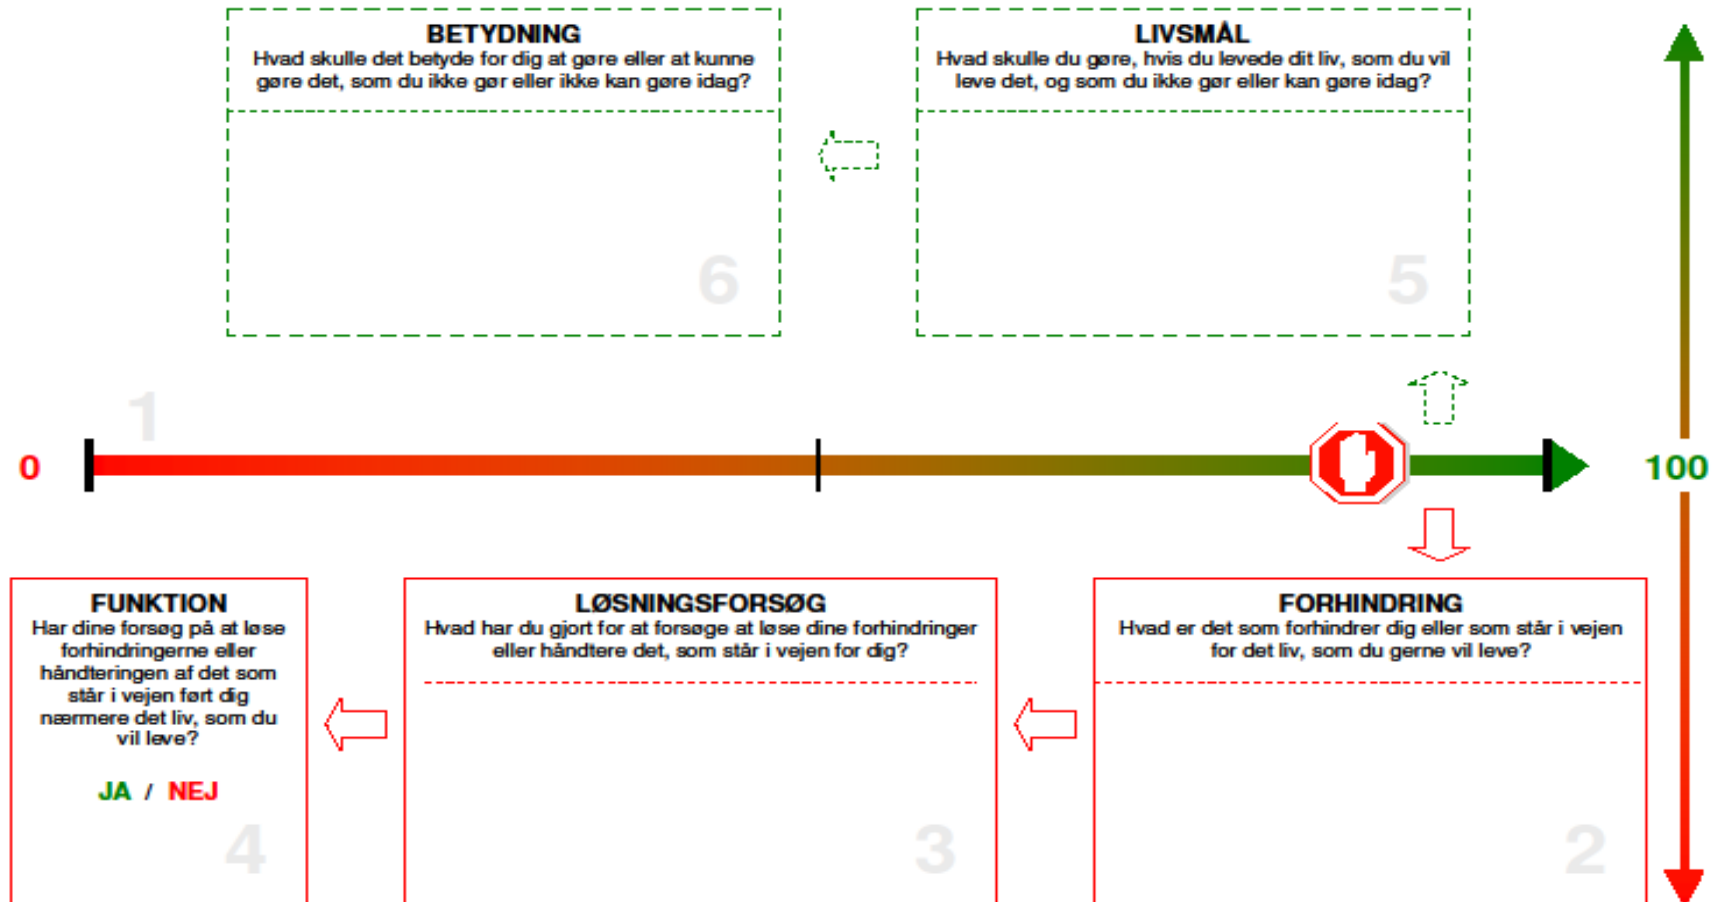 BETYDNING
Hvad skulle det betyde for dig at gøre eller at kunne
gøre det, som du ikke gør eller ikke kan gøre idag?
6
LIVSMÅL
Hvad skulle du gøre, hvis du levede dit liv, som du vil
leve det, og som du ikke gør eller kan gøre idag?
5
1
0
100
FUNKTION
Har dine forsøg på at løse
forhindringerne eller
håndteringen af det som
står i vejen ført dig
nærmere det liv, som du
vil leve?
JA / NEJ
4
LØSNINGSFORSØG
Hvad har du gjort for at forsøge at løse dine forhindringer
eller håndtere det, som står i vejen for dig?
3
FORHINDRING
Hvad er det som forhindrer dig eller som står i vejen
for det liv, som du gerne vil leve?
2